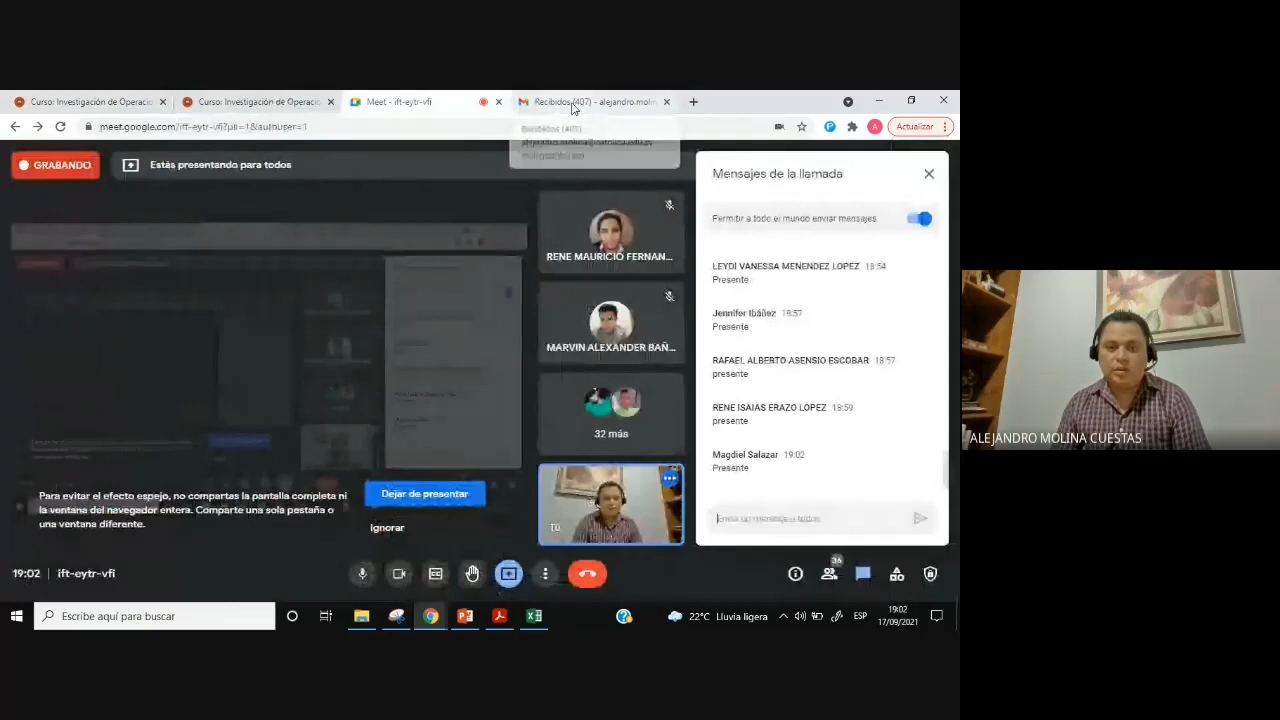 Curso: Investigación de Operacio
Curso: Investigación de Operacio
Meet - ift-eytr-vfi
Recibidos (407) - alejandro.molin
meet.google.com/ift-eytr-vfi?pli=1&authuser=1
P
A
Actualizar
Recibidos (407)
GRABANDO
Estás presentando para todos
Mensajes de la llamada
Permitir a todo el mundo enviar mensajes
RENE MAURICIO FERNAN...
MARVIN ALEXANDER BAÑ...
32 más
Tú
LEYDI VANESSA MENENDEZ LOPEZ 18:54
Presente
Jennifer Ibáñez 18:57
Presente
RAFAEL ALBERTO ASENSIO ESCOBAR 18:57
presente
RENE ISAIAS ERAZO LOPEZ 18:59
presente
Magdiel Salazar 19:02
Presente
Envía un mensaje a todos
Para evitar el efecto espejo, no compartas la pantalla completa ni
la ventana del navegador entera. Comparte una sola pestaña o
una ventana diferente.
Dejar de presentar
Ignorar
19:02 | ift-eytr-vfi
36
Escribe aquí para buscar
22°C Lluvia ligera
ESP
19:02
17/09/2021
ALEJANDRO MOLINA CUESTAS